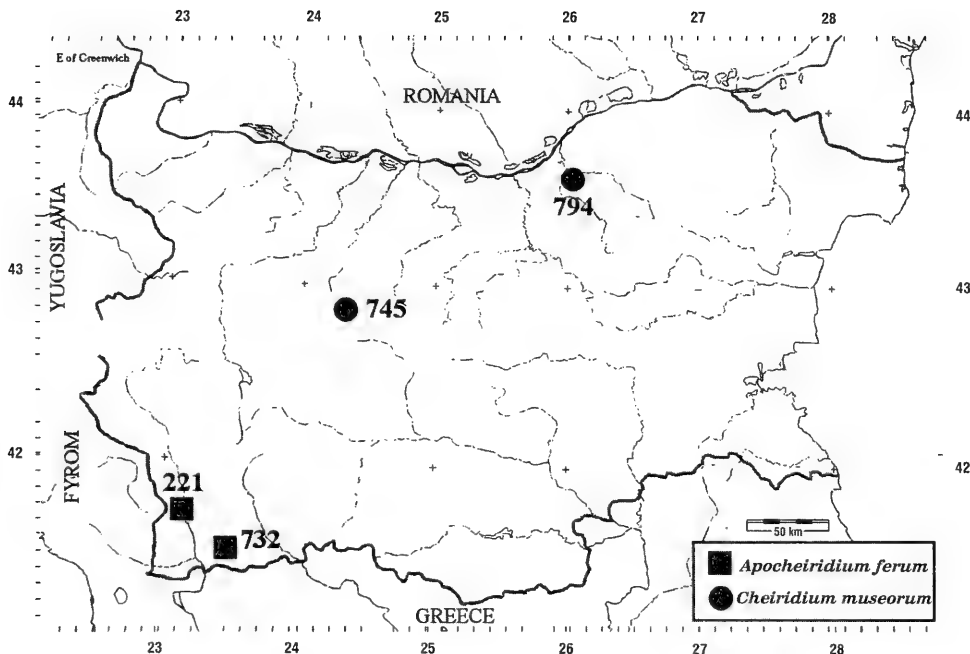 23 24 25 26 27 28
E of Greenwich
44 ROMANIA 44
794
YUGOSLAVIA
43 43
745
42 42
FYROM
221
732
50 km
Apocheiridium ferum
Cheiridium museorum
GREECE
23 24 25 26 27 28